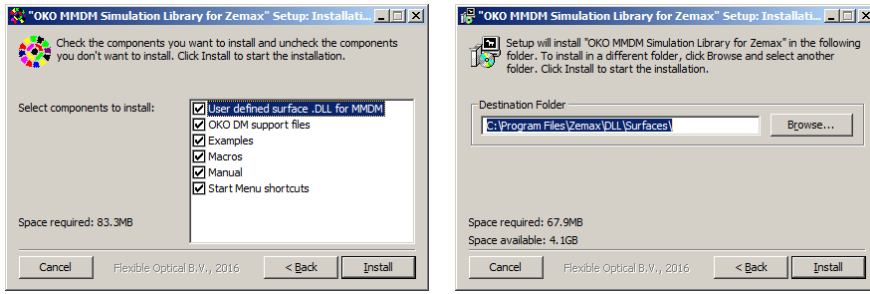 "OKO MMDM Simulation Library for Zemax" Setup: Installati...
Check the components you want to install and uncheck the components
you don't want to install. Click Install to start the installation.
Select components to install:
User defined surface .DLL for MMDM
OKO DM support files
Examples
Macros
Manual
Start Menu shortcuts
Space required: 83.3MB
Cancel
Flexible Optical B.V., 2016
< Back
Install
"OKO MMDM Simulation Library for Zemax" Setup: Installati...
Setup will install "OKO MMDM Simulation Library for Zemax" in the following
folder. To install in a different folder, click Browse and select another
folder. Click Install to start the installation.
Destination Folder
C:\Program Files\Zemax\DLL\Surfaces\
Browse...
Space required: 67.9MB
Space available: 4.1GB
Cancel
Flexible Optical B.V., 2016
< Back
Install